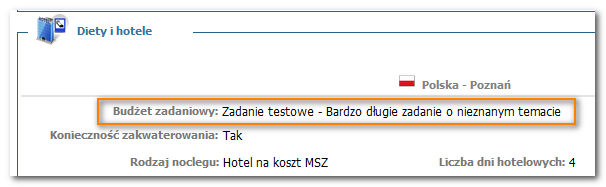 Diety i hotele
Polska - Poznań
Budżet zadaniowy: Zadanie testowe - Bardzo długie zadanie o nieznanym temacie
Konieczność zakwaterowania: Tak
Rodzaj noclegu: Hotel na koszt MSZ Liczba dni hotelowych: 4